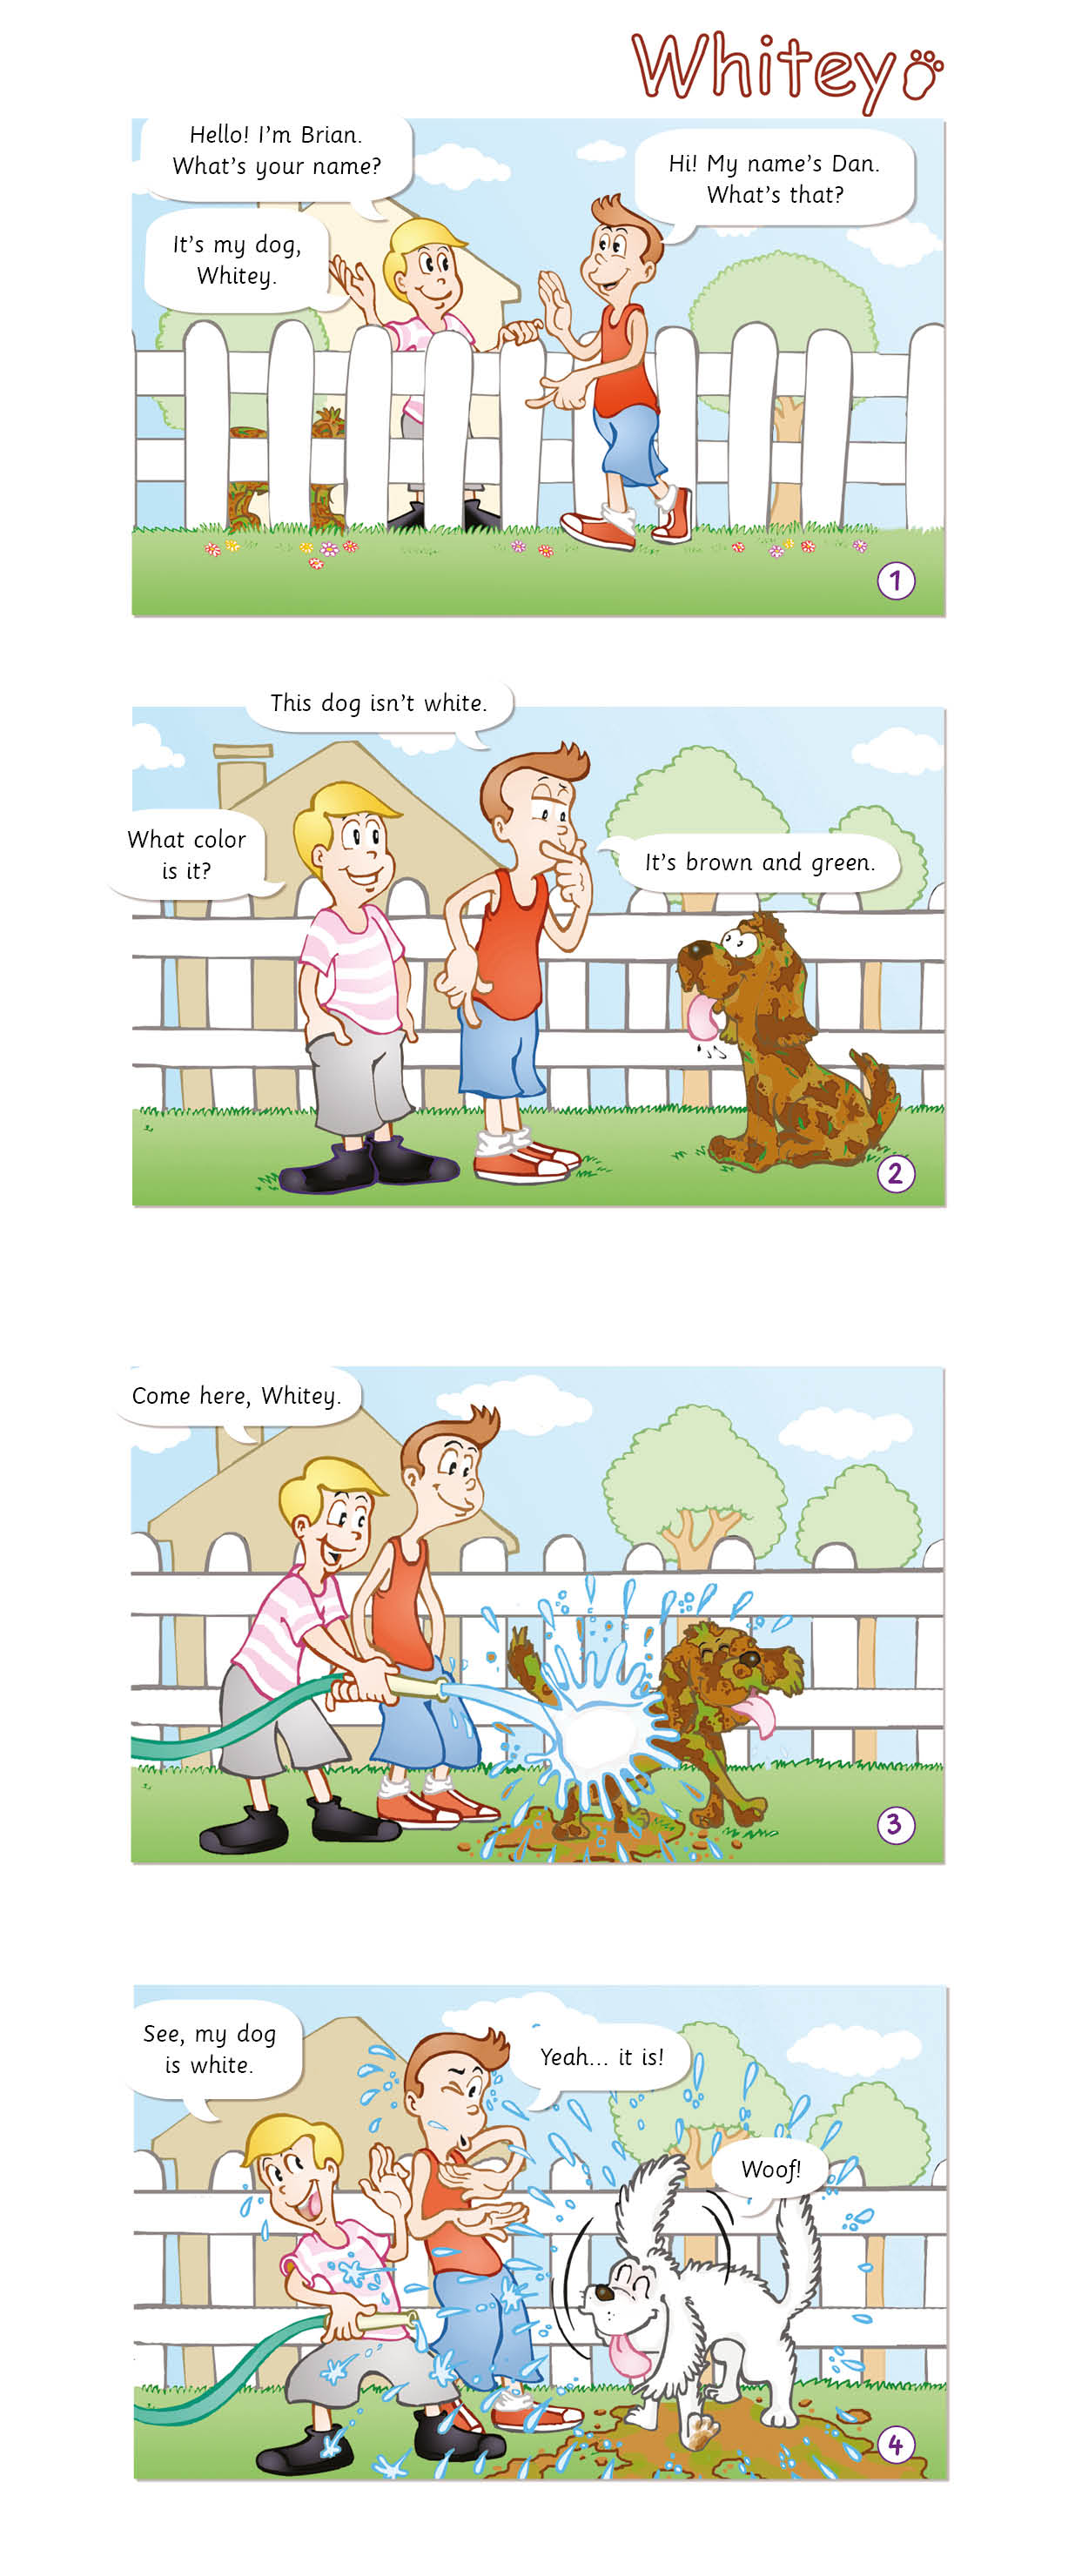 Whitey
Hello! I'm Brian.
What's your name?
Hi! My name's Dan.
What's that?
It's my dog,
Whitey.
1
This dog isn't white.
What color
is it?
It's brown and green.
2
Come here, Whitey.
3
See, my dog
is white.
Yeah... it is!
Woof!
4